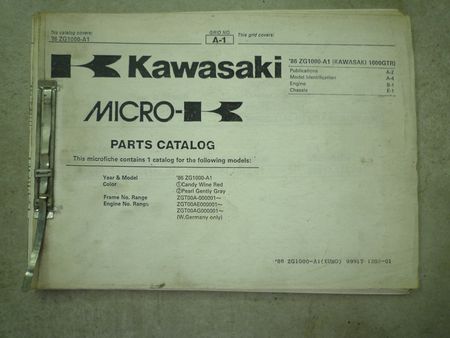 This catalog covers:
'86 ZG1000-A1
GRID NO.
A-1
This grid covers:
Kawasaki
'86 ZG1000-A1 (KAWASAKI 1000GTR)
Publications A-2
Model Identification A-4
Engine B-1
Chassis E-1
MICRO-K
PARTS CATALOG
This microfiche contains 1 catalog for the following models:
Year & Model '86 ZG1000-A1
Color ①Candy Wine Red
②Pearl Gently Gray
Frame No. Range ZGT00A-000001~
Engine No. Range ZGT00AE000001~
ZGT00AG000001~
(W.Germany only)
'86 ZG1000-A1(EURO) 99917-1202-01